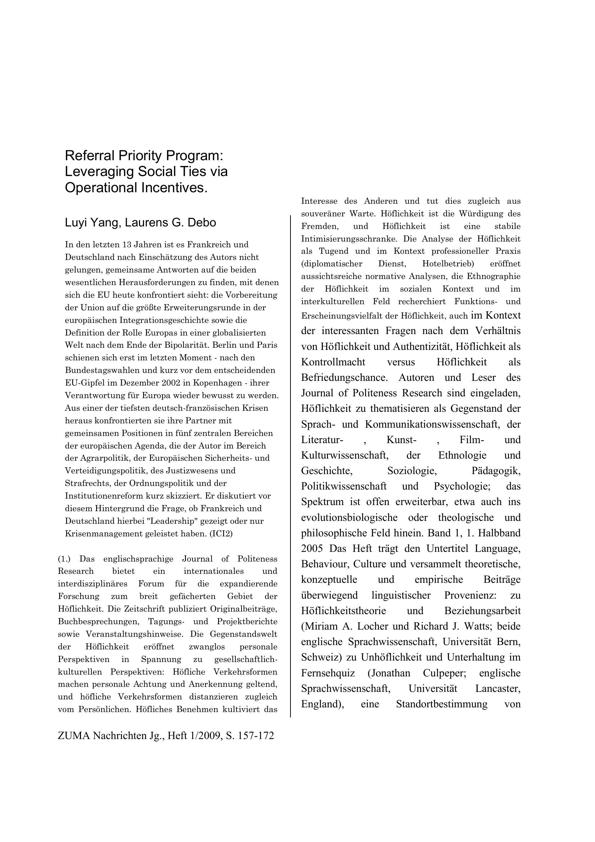 Referral Priority Program:
Leveraging Social Ties via
Operational Incentives.
Luyi Yang, Laurens G. Debo
In den letzten 13 Jahren ist es Frankreich und
Deutschland nach Einschätzung des Autors nicht
gelungen, gemeinsame Antworten auf die beiden
wesentlichen Herausforderungen zu finden, mit denen
sich die EU heute konfrontiert sieht: die Vorbereitung
der Union auf die größte Erweiterungsrunde in der
europäischen Integrationsgeschichte sowie die
Definition der Rolle Europas in einer globalisierten
Welt nach dem Ende der Bipolarität. Berlin und Paris
schienen sich erst im letzten Moment - nach den
Bundestagswahlen und kurz vor dem entscheidenden
EU-Gipfel im Dezember 2002 in Kopenhagen - ihrer
Verantwortung für Europa wieder bewusst zu werden.
Aus einer der tiefsten deutsch-französischen Krisen
heraus konfrontierten sie ihre Partner mit
gemeinsamen Positionen in fünf zentralen Bereichen
der europäischen Agenda, die der Autor im Bereich
der Agrarpolitik, der Europäischen Sicherheits- und
Verteidigungspolitik, des Justizwesens und
Strafrechts, der Ordnungspolitik und der
Institutionenreform kurz skizziert. Er diskutiert vor
diesem Hintergrund die Frage, ob Frankreich und
Deutschland hierbei "Leadership" gezeigt oder nur
Krisenmanagement geleistet haben. (ICI2)
(1.) Das englischsprachige Journal of Politeness
Research bietet ein internationales und
interdisziplinäres Forum für die expandierende
Forschung zum breit gefächerten Gebiet der
Höflichkeit. Die Zeitschrift publiziert Originalbeiträge,
Buchbesprechungen, Tagungs- und Projektberichte
sowie Veranstaltungshinweise. Die Gegenstandswelt
der Höflichkeit eröffnet zwanglos personale
Perspektiven in Spannung zu gesellschaftlich-
kulturellen Perspektiven: Höfliche Verkehrsformen
machen personale Achtung und Anerkennung geltend,
und höfliche Verkehrsformen distanzieren zugleich
vom Persönlichen. Höfliches Benehmen kultiviert das
Interesse des Anderen und tut dies zugleich aus
souveräner Warte. Höflichkeit ist die Würdigung des
Fremden, und Höflichkeit ist eine stabile
Intimisierungsschranke. Die Analyse der Höflichkeit
als Tugend und im Kontext professioneller Praxis
(diplomatischer Dienst, Hotelbetrieb) eröffnet
aussichtsreiche normative Analysen, die Ethnographie
der Höflichkeit im sozialen Kontext und im
interkulturellen Feld recherchiert Funktions- und
Erscheinungsvielfalt der Höflichkeit, auch im Kontext
der interessanten Fragen nach dem Verhältnis
von Höflichkeit und Authentizität, Höflichkeit als
Kontrollmacht versus Höflichkeit als
Befriedungschance. Autoren und Leser des
Journal of Politeness Research sind eingeladen,
Höflichkeit zu thematisieren als Gegenstand der
Sprach- und Kommunikationswissenschaft, der
Literatur- , Kunst- , Film- und
Kulturwissenschaft, der Ethnologie und
Geschichte, Soziologie, Pädagogik,
Politikwissenschaft und Psychologie; das
Spektrum ist offen erweiterbar, etwa auch ins
evolutionsbiologische oder theologische und
philosophische Feld hinein. Band 1, 1. Halbband
2005 Das Heft trägt den Untertitel Language,
Behaviour, Culture und versammelt theoretische,
konzeptuelle und empirische Beiträge
überwiegend linguistischer Provenienz: zu
Höflichkeitstheorie und Beziehungsarbeit
(Miriam A. Locher und Richard J. Watts; beide
englische Sprachwissenschaft, Universität Bern,
Schweiz) zu Unhöflichkeit und Unterhaltung im
Fernsehquiz (Jonathan Culpeper; englische
Sprachwissenschaft, Universität Lancaster,
England), eine Standortbestimmung von
ZUMA Nachrichten Jg., Heft 1/2009, S. 157-172